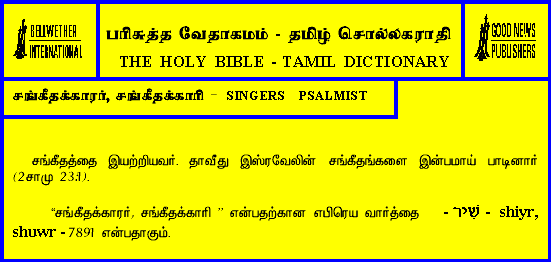 BELLWETHER
INTERNATIONAL
பரிசுத்த வேதாகமம் - தமிழ் சொல்லகராதி
THE HOLY BIBLE - TAMIL DICTIONARY
GOOD NEWS
PUBLISHERS
சங்கீதக்காரர், சங்கீதக்காரி – SINGERS PSALMIST
சங்கீதத்தை இயற்றியவர். தாவீது இஸ்ரவேலின் சங்கீதங்களை இன்பமாய் பாடினார்
(2சாமு 23:1).
“சங்கீதக்காரர், சங்கீதக்காரி ” என்பதற்கான எபிரெய வார்த்தை - שִׁיר - shiyr,
shuwr - 7891 என்பதாகும்.